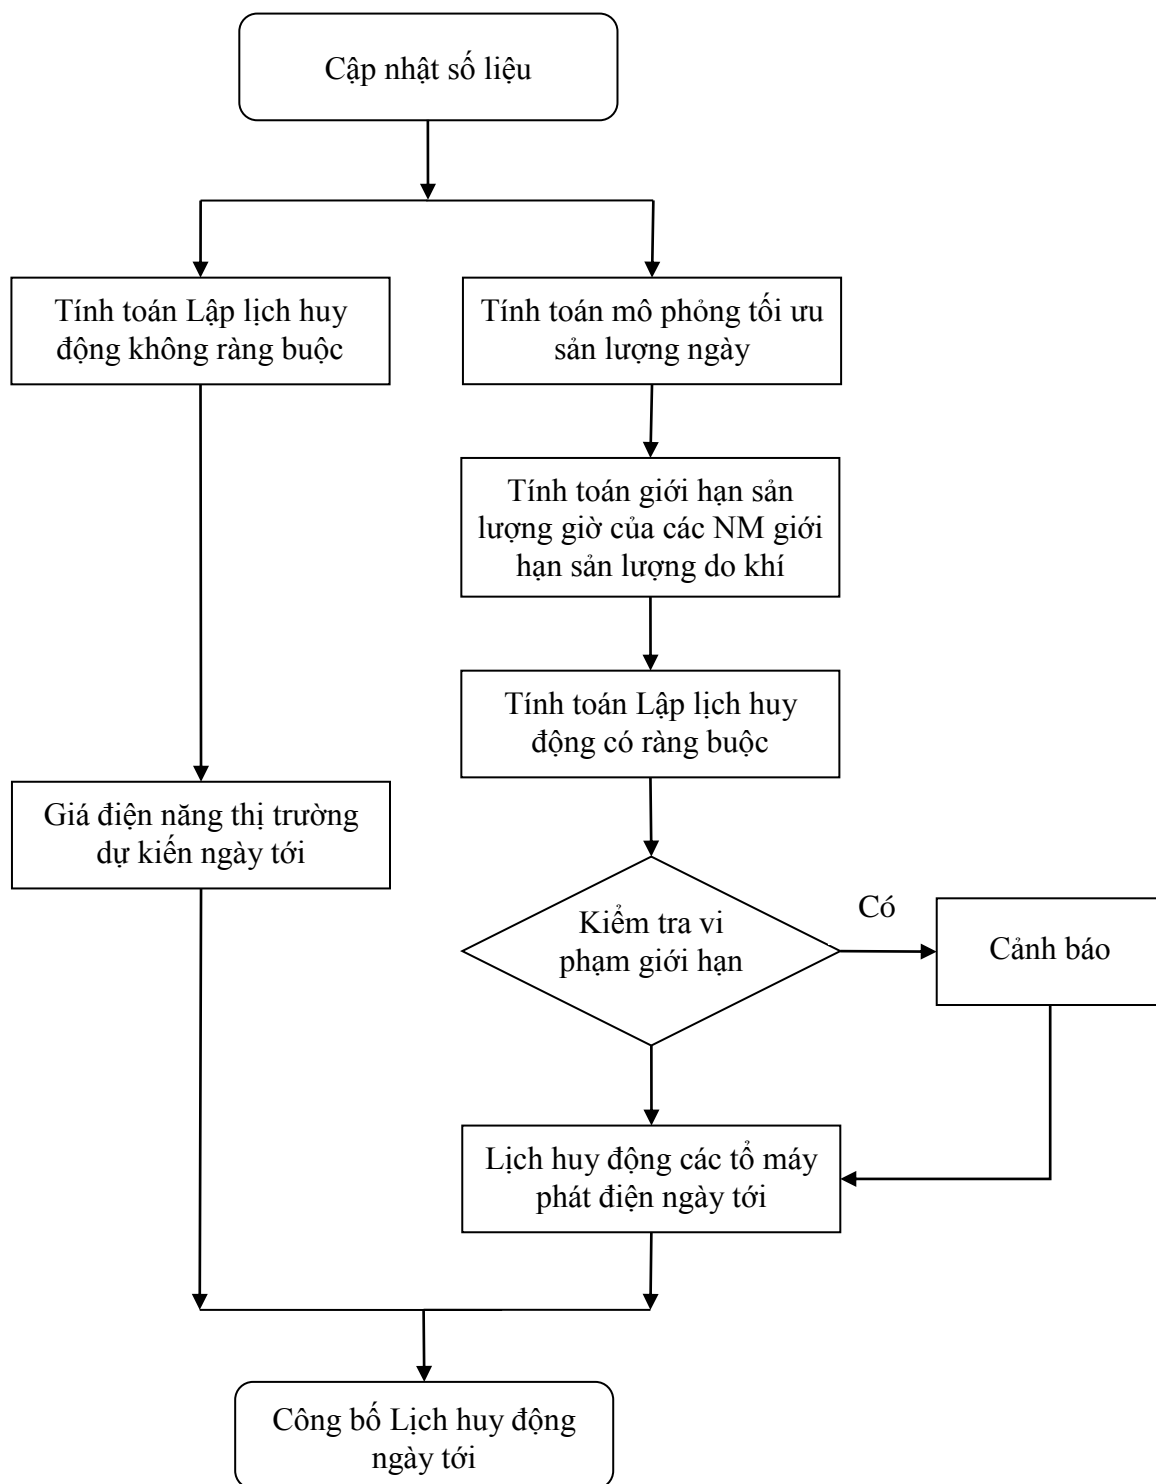 Cập nhật số liệu
Tính toán Lập lịch huy
động không ràng buộc
Tính toán mô phỏng tối ưu
sản lượng ngày
Tính toán giới hạn sản
lượng giờ của các NM giới
hạn sản lượng do khí
Tính toán Lập lịch huy
động có ràng buộc
Giá điện năng thị trường
dự kiến ngày tới
Kiểm tra vi
phạm giới hạn
Có
Cảnh báo
Lịch huy động các tổ máy
phát điện ngày tới
Công bố Lịch huy động
ngày tới